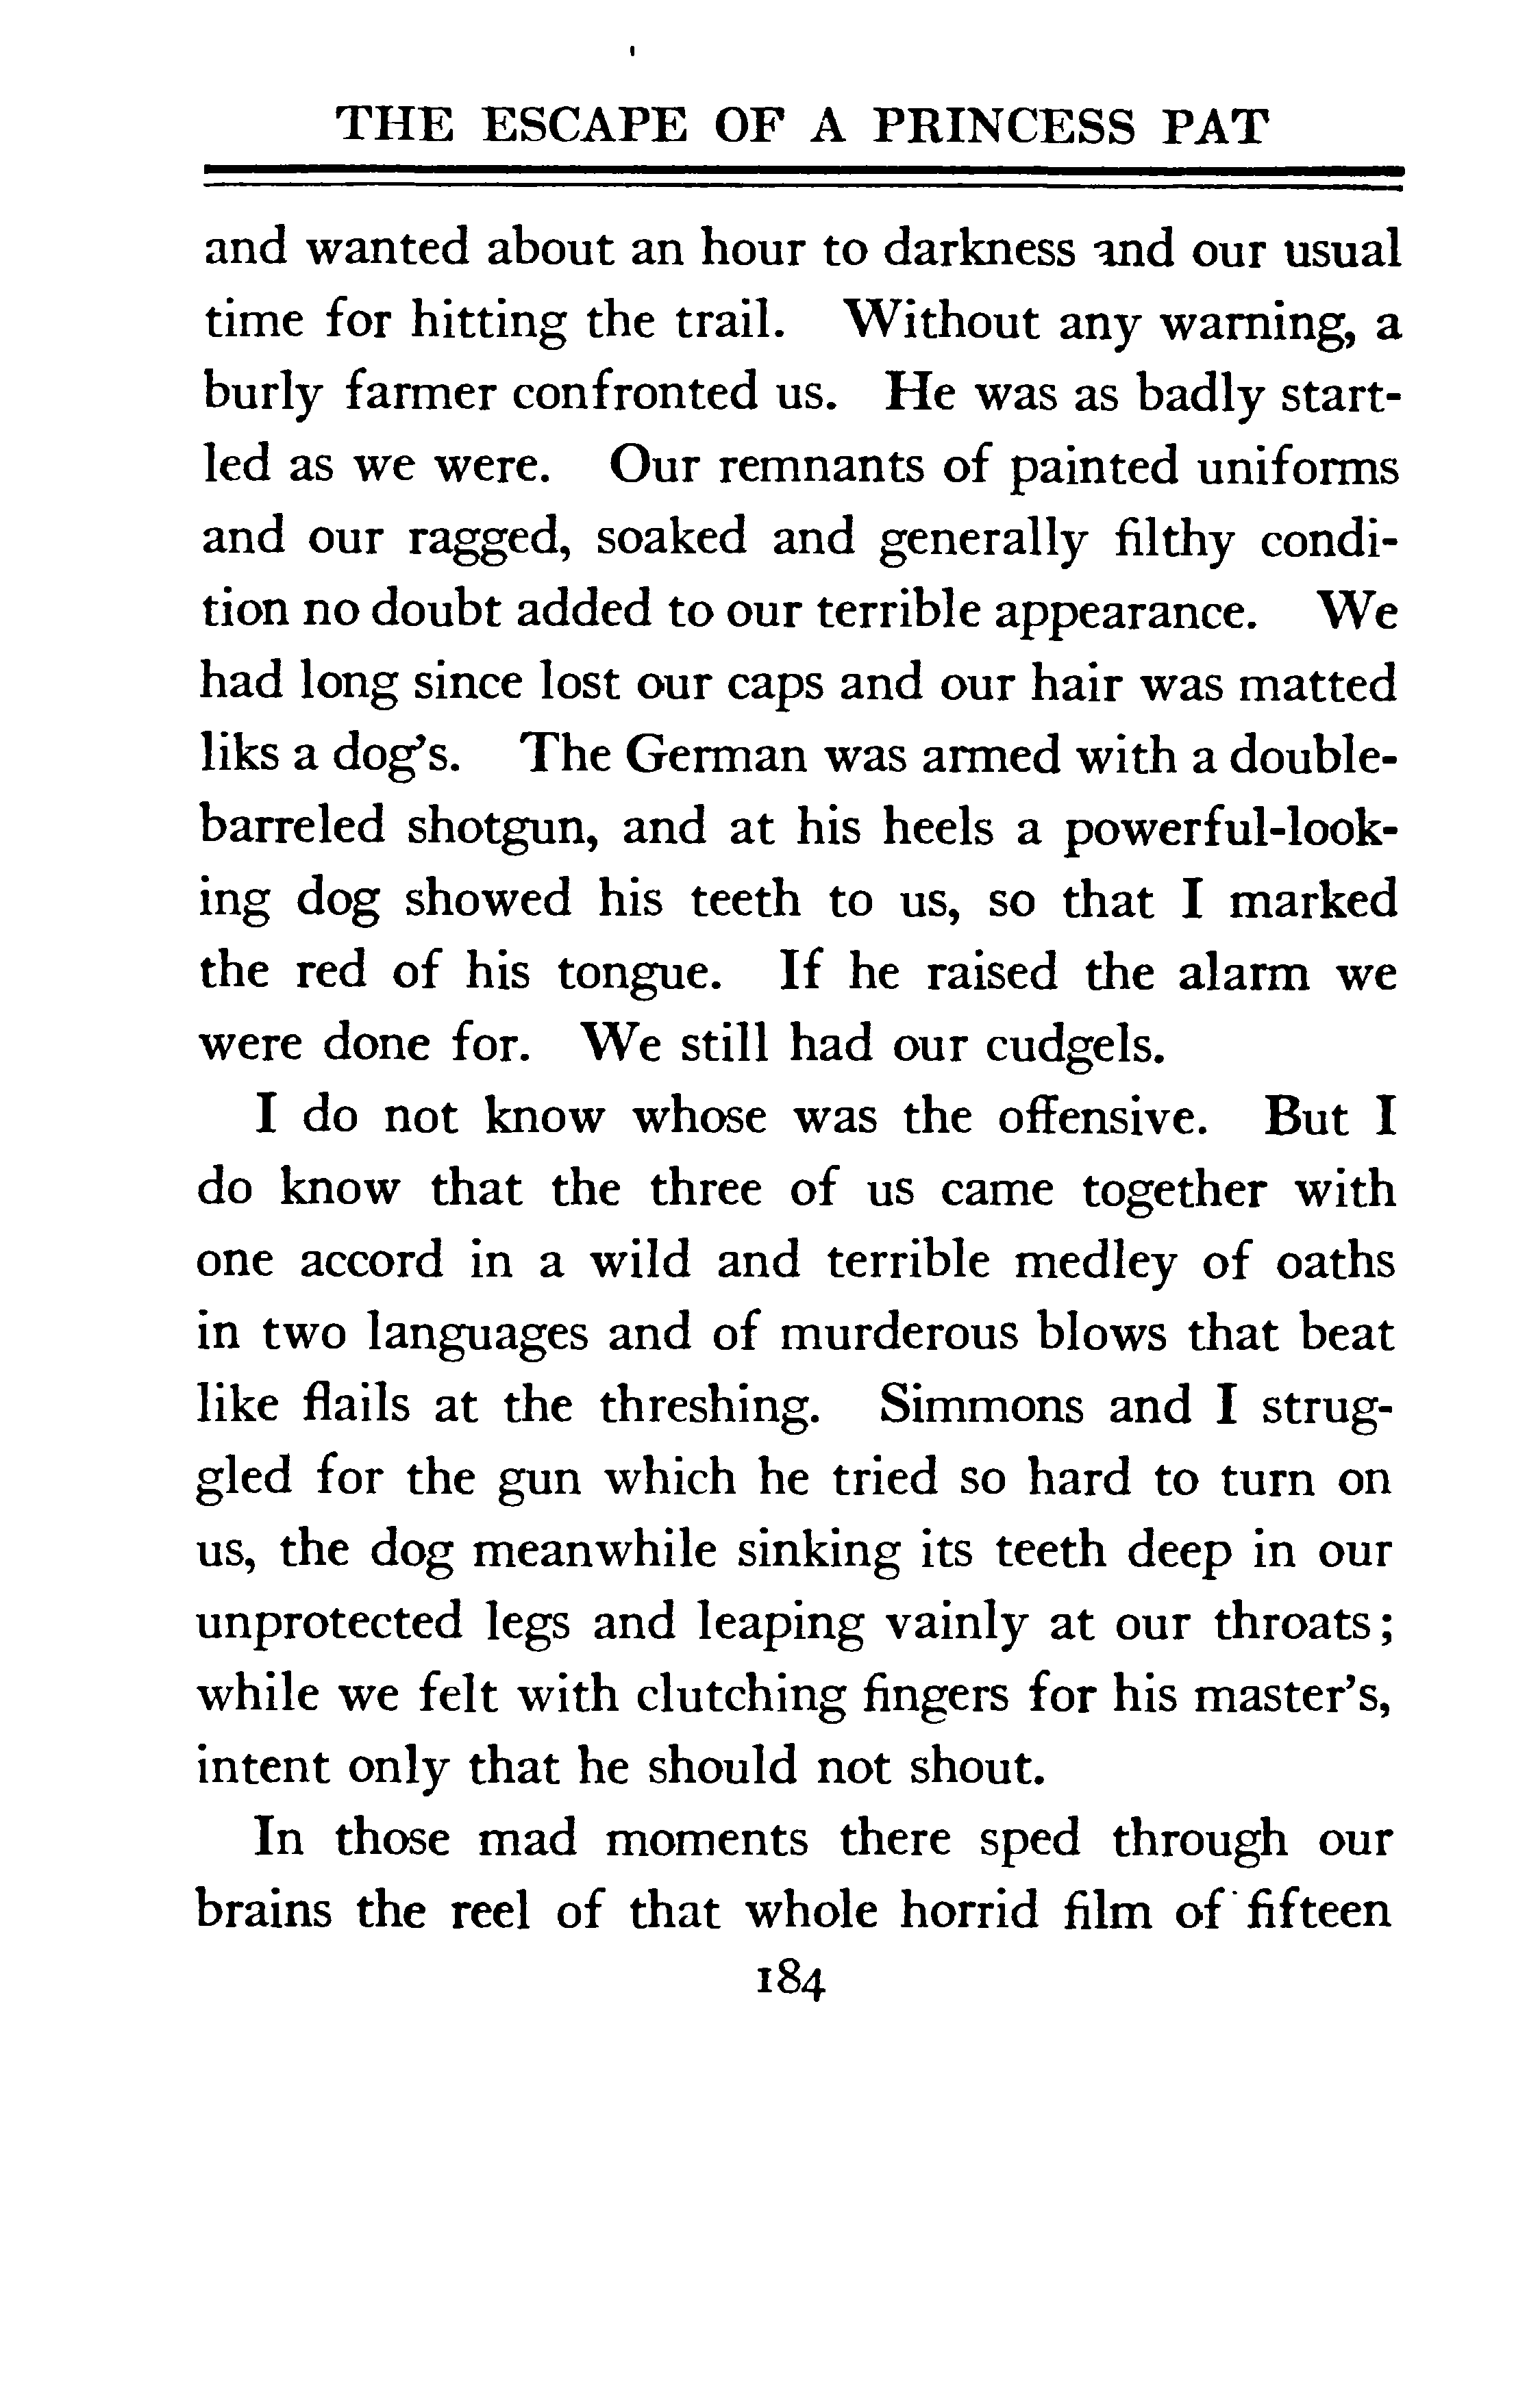 THE ESCAPE OF A PRINCESS PAT
and wanted about an hour to darkness and our usual
time for hitting the trail. Without any warning, a
burly farmer confronted us. He was as badly start-
led as we were. Our remnants of painted uniforms
and our ragged, soaked and generally filthy condi-
tion no doubt added to our terrible appearance. We
had long since lost our caps and our hair was matted
liks a dog's. The German was armed with a double-
barreled shotgun, and at his heels a powerful-look-
ing dog showed his teeth to us, so that I marked
the red of his tongue. If he raised the alarm we
were done for. We still had our cudgels.
I do not know whose was the offensive. But I
do know that the three of us came together with
one accord in a wild and terrible medley of oaths
in two languages and of murderous blows that beat
like flails at the threshing. Simmons and I strug-
gled for the gun which he tried so hard to turn on
us, the dog meanwhile sinking its teeth deep in our
unprotected legs and leaping vainly at our throats;
while we felt with clutching fingers for his master's,
intent only that he should not shout.
In those mad moments there sped through our
brains the reel of that whole horrid film of fifteen
184